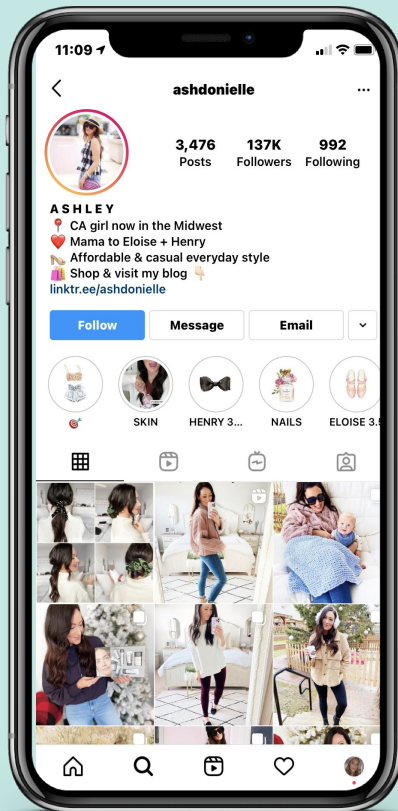 11:09
ashdonielle
3,476 137K 992
Posts Followers Following
ASHLEY
CA girl now in the Midwest
Mama to Eloise + Henry
Affordable & casual everyday style
Shop & visit my blog
linktr.ee/ashdonielle
Follow Message Email
SKIN HENRY 3... NAILS ELOISE 3.